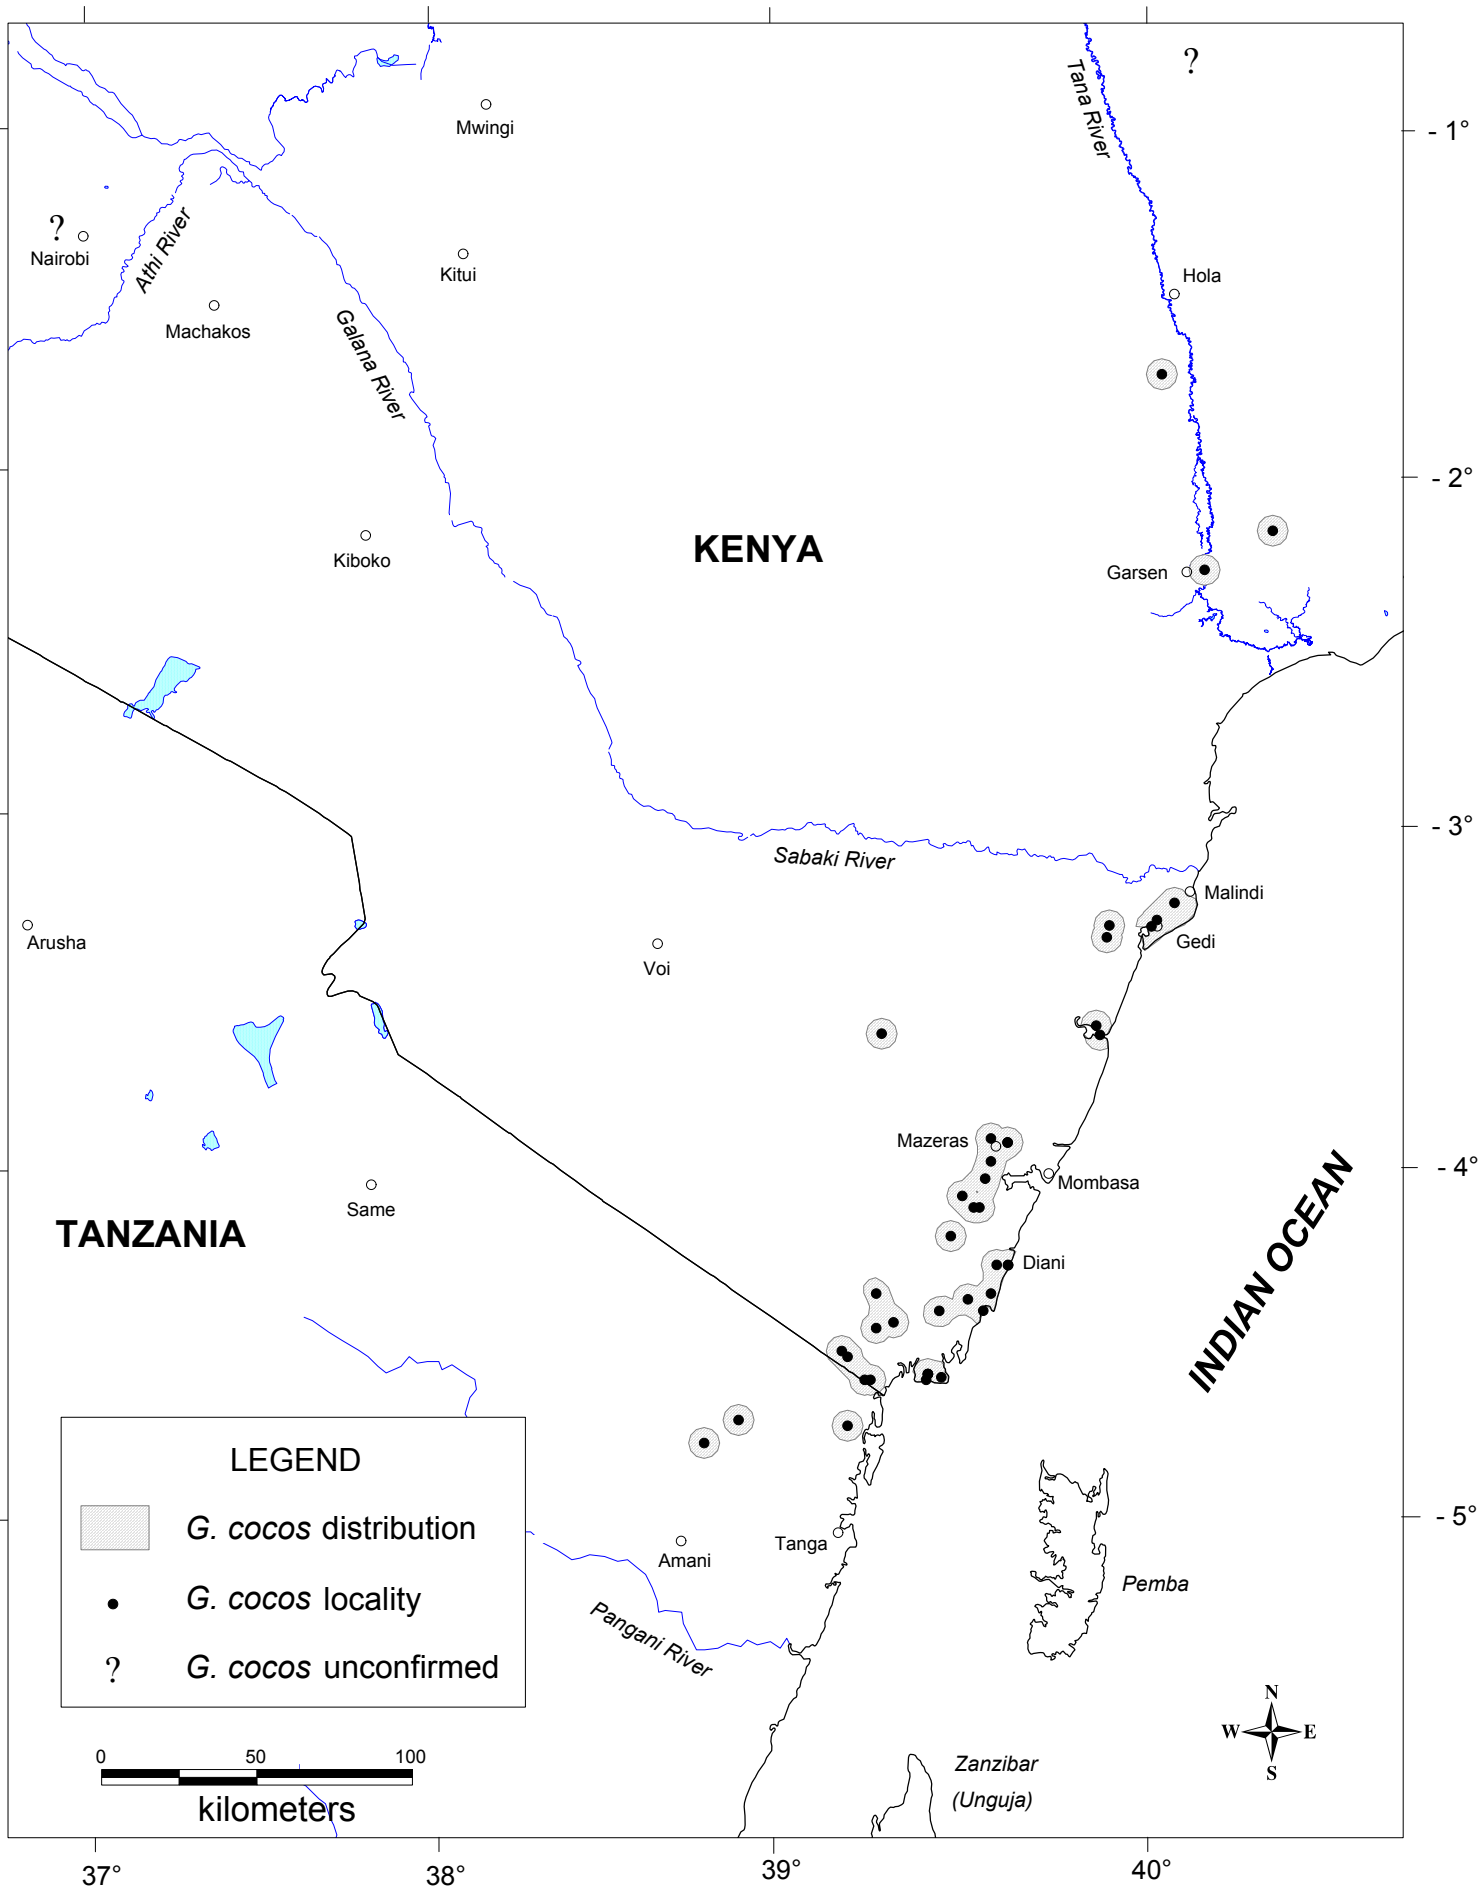 ?
Tana River
Mwingi
- 1°
?
Nairobi
Athi River
Kitui
Hola
Machakos
Galana River
- 2°
KENYA
Kiboko
Garsen
- 3°
Sabaki River
Malindi
Arusha
Gedi
Voi
Mazeras
- 4°
Mombasa
Same
TANZANIA
INDIAN OCEAN
Diani
LEGEND
G. cocos distribution
G. cocos locality
? G. cocos unconfirmed
- 5°
Tanga
Amani
Pemba
Pangani River
N
W E
S
0 50 100
kilometers
Zanzibar
(Unguja)
37° 38° 39° 40°